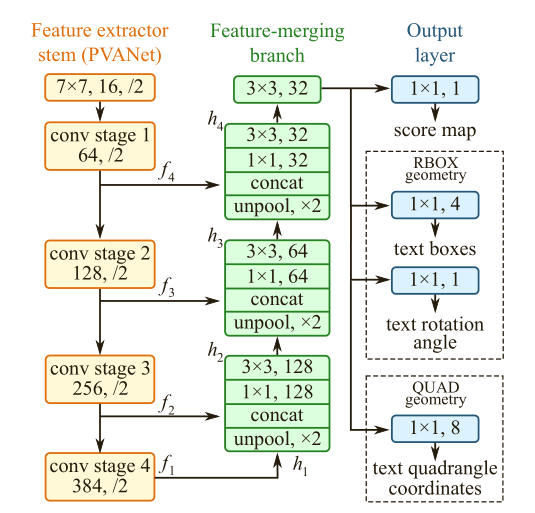 Feature extractor
stem (PVANet)
7×7, 16, /2
conv stage 1
64, /2
f4
conv stage 2
128, /2
f3
conv stage 3
256, /2
f2
conv stage 4
384, /2
f1
Feature-merging
branch
3×3, 32
h4
3×3, 32
1×1, 32
concat
unpool, ×2
h3
3×3, 64
1×1, 64
concat
unpool, ×2
h2
3×3, 128
1×1, 128
concat
unpool, ×2
h1
Output
layer
1×1, 1
score map
RBOX
geometry
1×1, 4
text boxes
1×1, 1
text rotation
angle
QUAD
geometry
1×1, 8
text quadrangle
coordinates